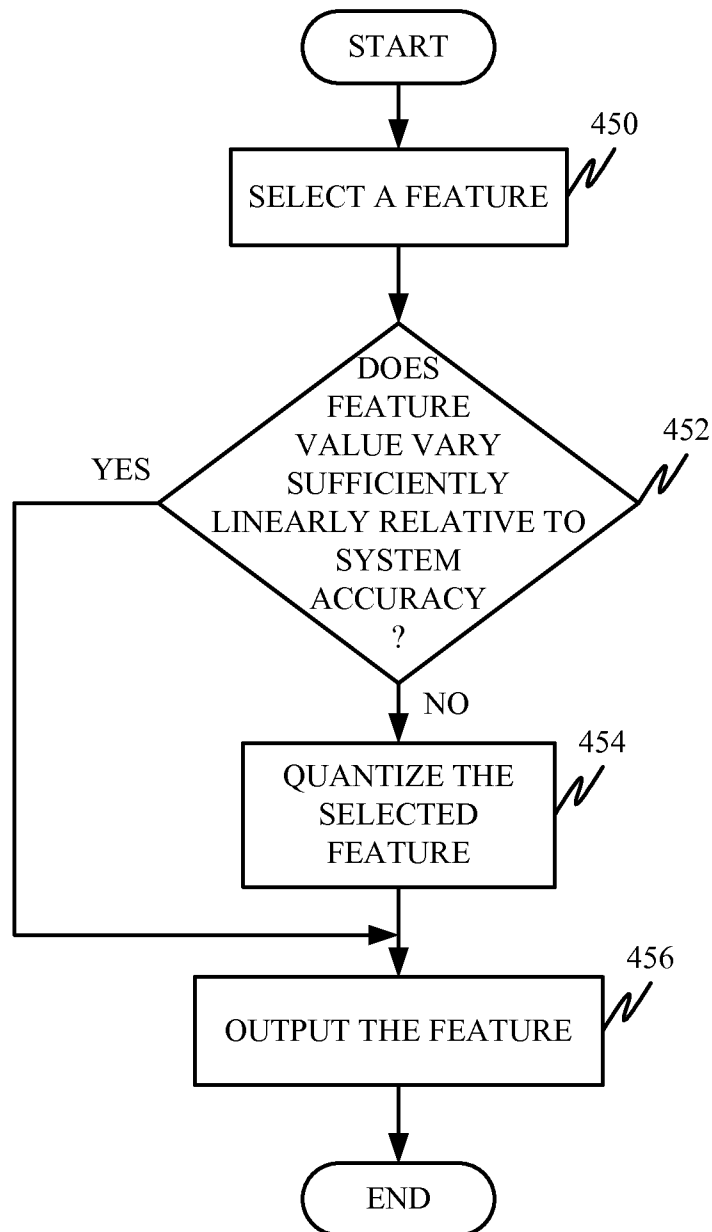 START
450
SELECT A FEATURE
DOES
FEATURE
VALUE VARY
SUFFICIENTLY
LINEARLY RELATIVE TO
SYSTEM
ACCURACY
?
452
YES
NO
454
QUANTIZE THE
SELECTED
FEATURE
456
OUTPUT THE FEATURE
END